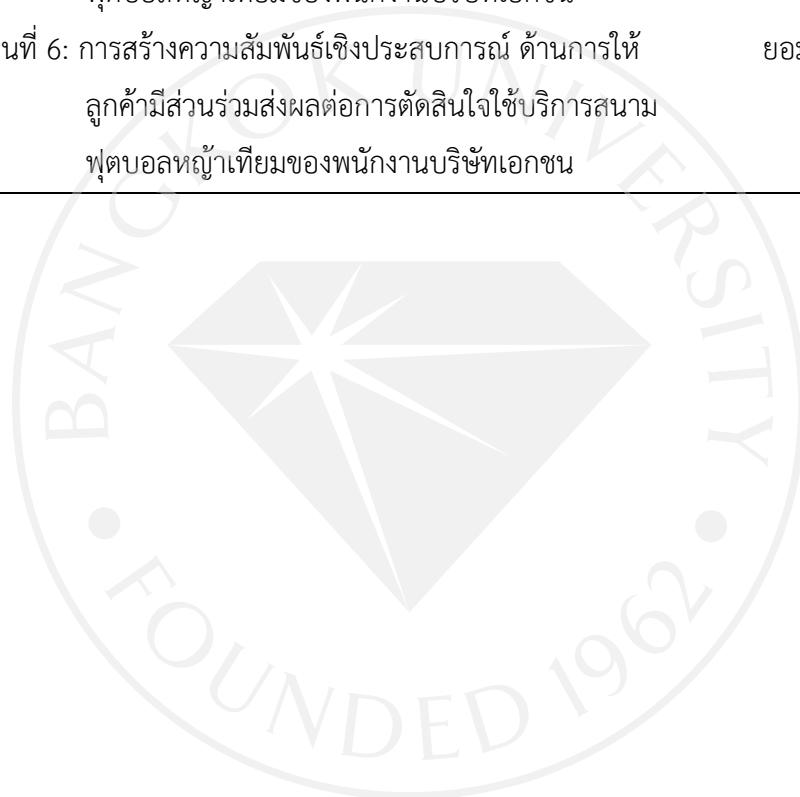 นที่ 6: การสร้างความสัมพันธ์เชิงประสบการณ์ ด้านการให้ ยอม
ลูกค้ามีส่วนร่วมส่งผลต่อการตัดสินใจใช้บริการสนาม
ฟุตบอลหญ้าเทียมของพนักงานบริษัทเอกชน
BANGKOK UNIVERSITY
FOUNDED 1962